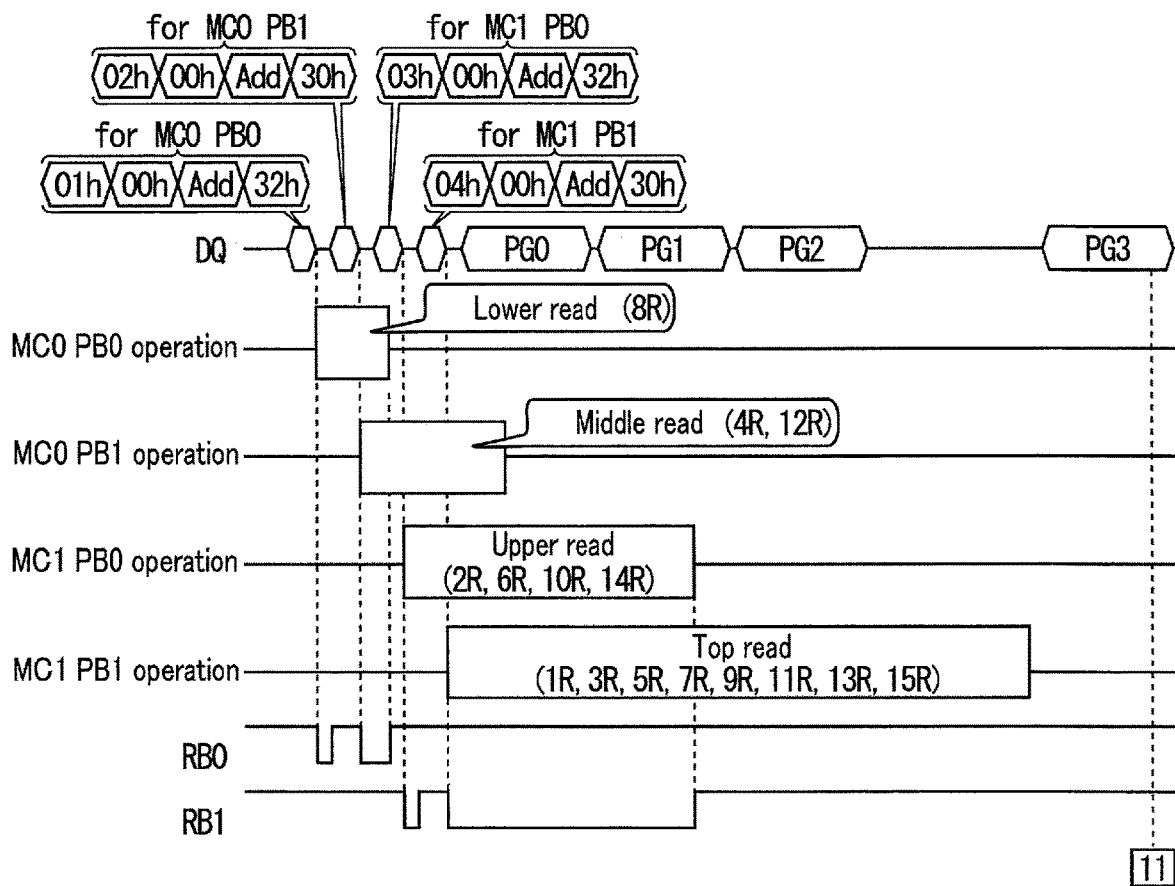 for MC0 PB1
02h 00h Add 30h
for MC1 PB0
03h 00h Add 32h
for MC0 PB0
01h 00h Add 32h
for MC1 PB1
04h 00h Add 30h
DQ
PG0
PG1
PG2
PG3
Lower read (8R)
MC0 PB0 operation
Middle read (4R, 12R)
MC0 PB1 operation
Upper read
(2R, 6R, 10R, 14R)
MC1 PB0 operation
Top read
(1R, 3R, 5R, 7R, 9R, 11R, 13R, 15R)
MC1 PB1 operation
RB0
RB1
11